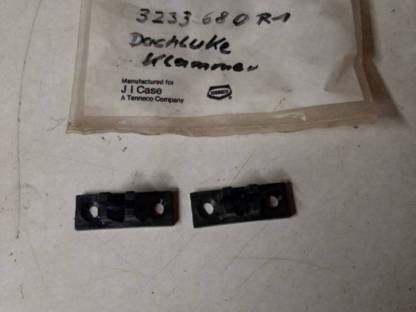 3233 680 R1
Dachluke
Klammer
Manufactured for
J I Case
A Tenneco Company